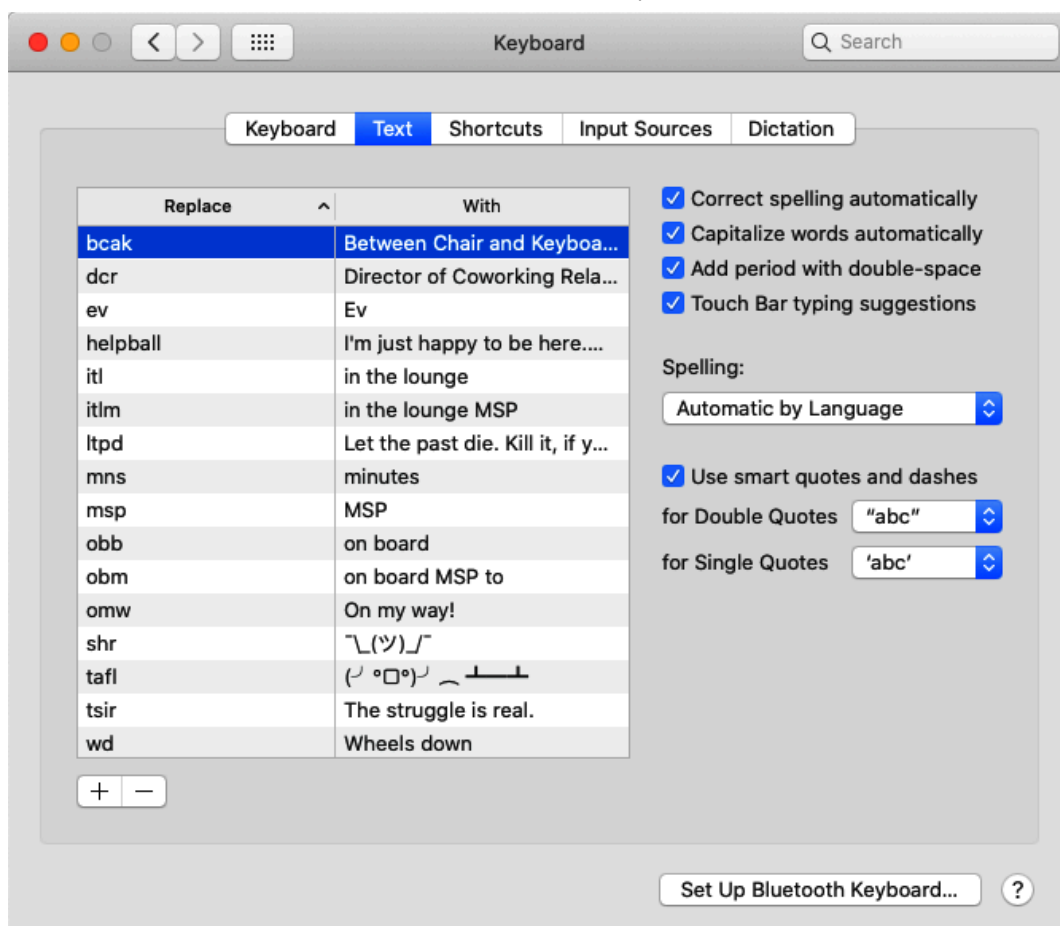 Keyboard
Search
Keyboard Text Shortcuts Input Sources Dictation
Replace With
bcak Between Chair and Keyboa...
dcr Director of Coworking Rela...
ev Ev
helpball I'm just happy to be here....
itl in the lounge
itlm in the lounge MSP
ltpd Let the past die. Kill it, if y...
mns minutes
msp MSP
obb on board
obm on board MSP to
omw On my way!
shr ¯\_(ツ)_/¯
tafl (╯°□°)╯︵ ┻━┻
tsir The struggle is real.
wd Wheels down
+ −
Correct spelling automatically
Capitalize words automatically
Add period with double-space
Touch Bar typing suggestions
Spelling:
Automatic by Language
Use smart quotes and dashes
for Double Quotes “abc”
for Single Quotes ‘abc’
Set Up Bluetooth Keyboard... ?